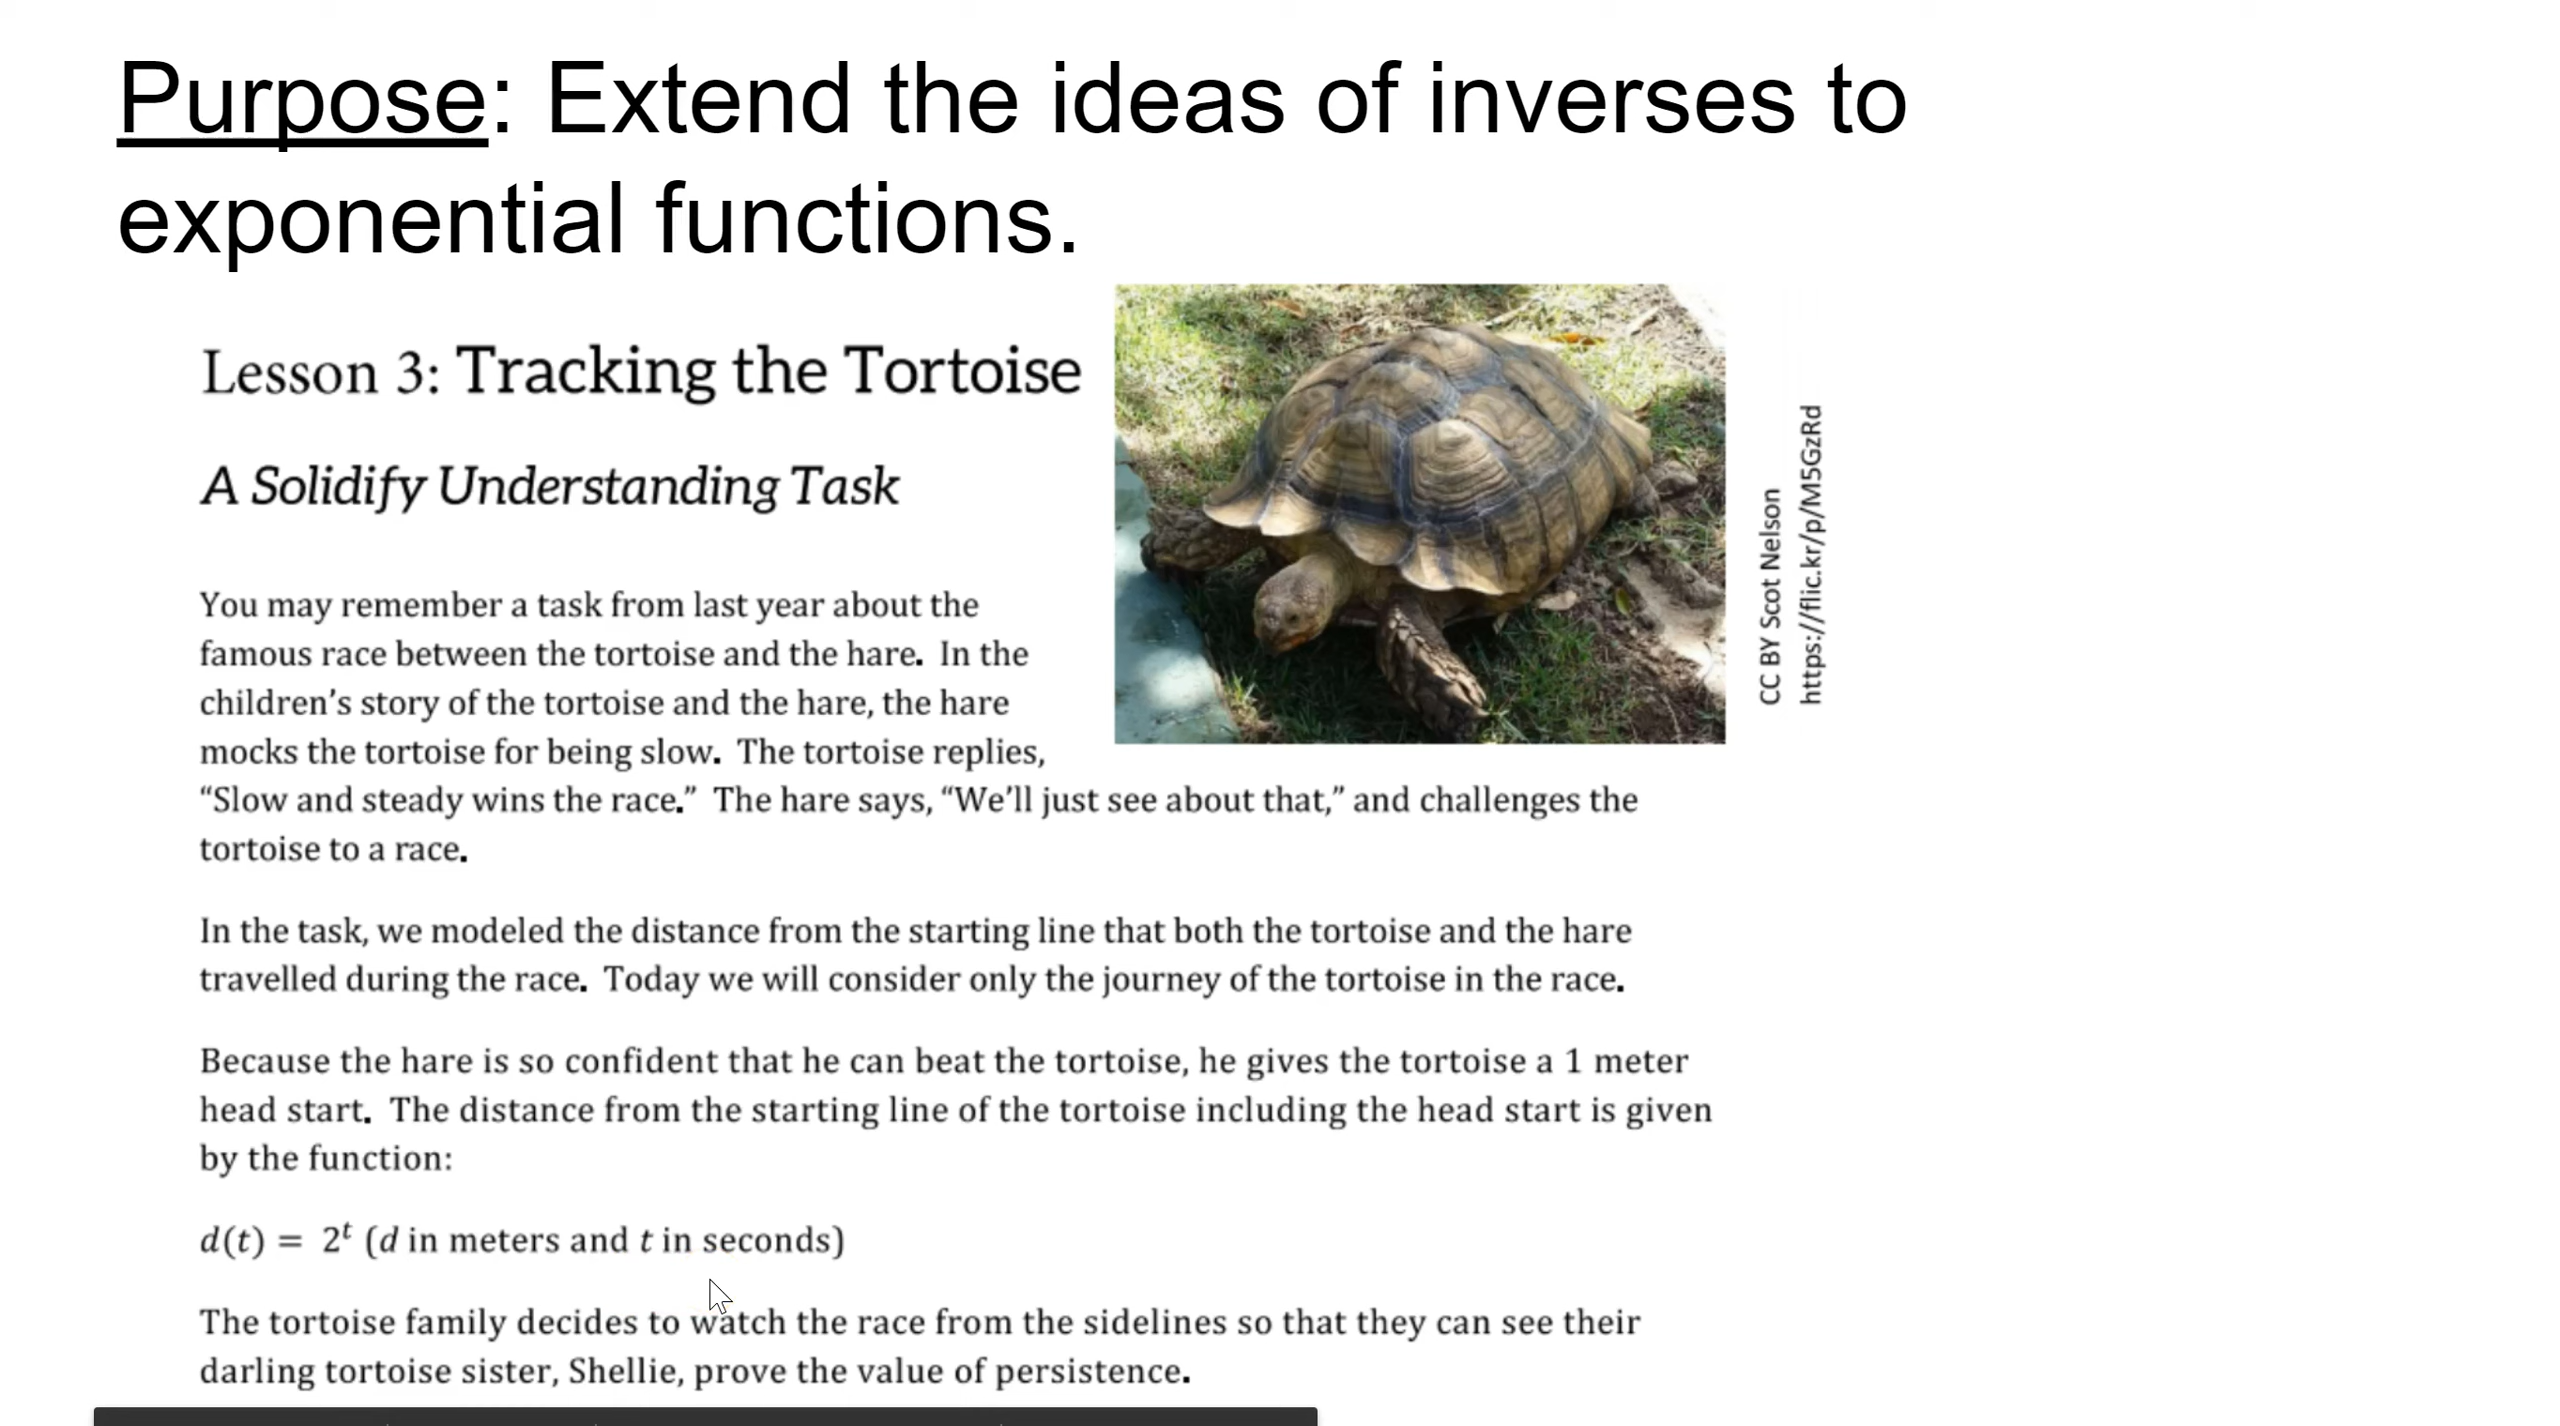 Purpose: Extend the ideas of inverses to
exponential functions.
Lesson 3: Tracking the Tortoise
A Solidify Understanding Task
CC BY Scot Nelson
https://flic.kr/p/M5GzRd
You may remember a task from last year about the
famous race between the tortoise and the hare. In the
children's story of the tortoise and the hare, the hare
mocks the tortoise for being slow. The tortoise replies,
“Slow and steady wins the race.” The hare says, “We'll just see about that,” and challenges the
tortoise to a race.
In the task, we modeled the distance from the starting line that both the tortoise and the hare
travelled during the race. Today we will consider only the journey of the tortoise in the race.
Because the hare is so confident that he can beat the tortoise, he gives the tortoise a 1 meter
head start. The distance from the starting line of the tortoise including the head start is given
by the function:
d(t) = 2ᵗ (d in meters and t in seconds)
The tortoise family decides to watch the race from the sidelines so that they can see their
darling tortoise sister, Shellie, prove the value of persistence.